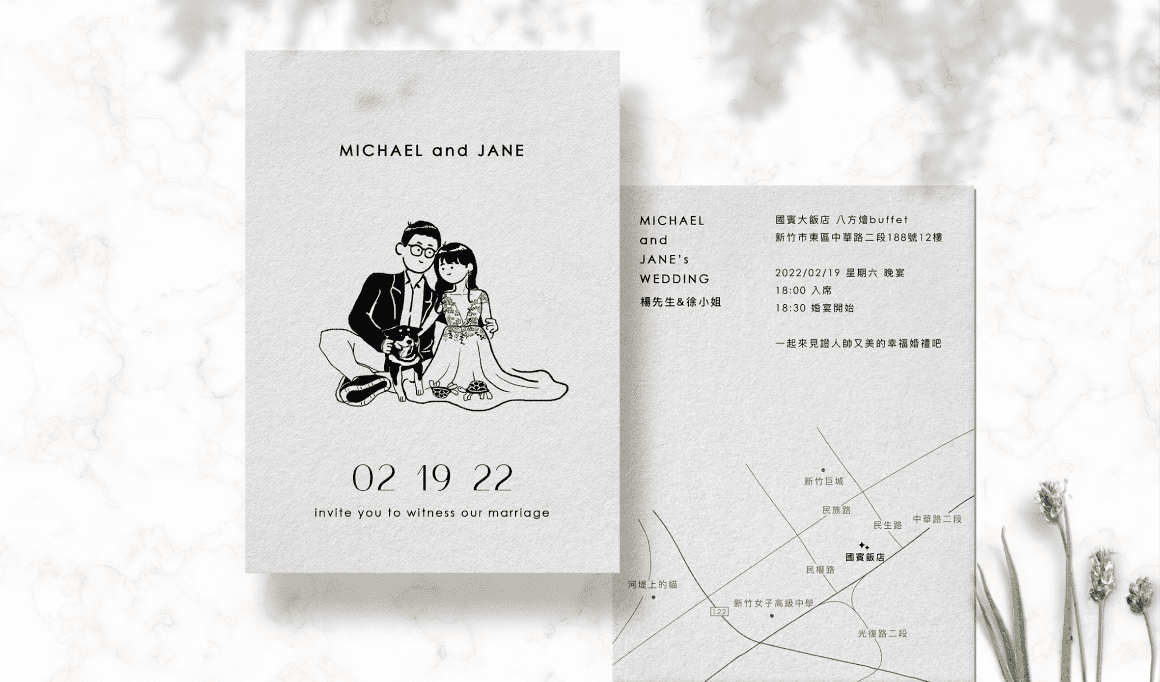 MICHAEL and JANE
02 19 22
invite you to witness our marriage
MICHAEL
and
JANE's
WEDDING
楊先生&徐小姐
國賓大飯店 八方燴buffet
新竹市東區中華路二段188號12樓
2022/02/19 星期六 晚宴
18:00 入席
18:30 婚宴開始
一起來見證人帥又美的幸福婚禮吧
新竹巨城
民族路
民生路
中華路二段
國賓飯店
民權路
河堤上的貓
新竹女子高級中學
122
光復路二段